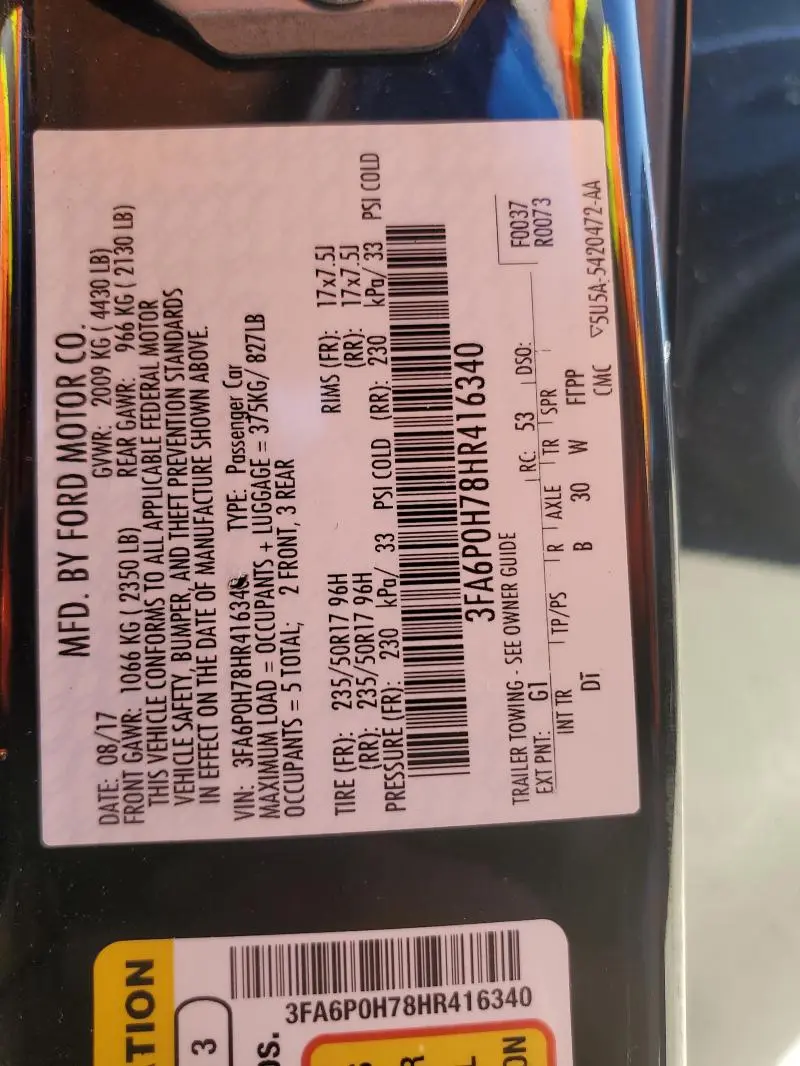 MFD. BY FORD MOTOR CO.
DATE: 08/17 GVWR: 2009 KG ( 4430 LB)
FRONT GAWR: 1066 KG ( 2350 LB) REAR GAWR: 966 KG ( 2130 LB)
THIS VEHICLE CONFORMS TO ALL APPLICABLE FEDERAL MOTOR
VEHICLE SAFETY, BUMPER, AND THEFT PREVENTION STANDARDS
IN EFFECT ON THE DATE OF MANUFACTURE SHOWN ABOVE.
VIN: 3FA6P0H78HR416340 TYPE: Passenger Car
MAXIMUM LOAD = OCCUPANTS + LUGGAGE = 375KG/ 827LB
OCCUPANTS = 5 TOTAL; 2 FRONT, 3 REAR
TIRE (FR): 235/50R17 96H RIMS (FR): 17x7.5J
(RR): 235/50R17 96H (RR): 17x7.5J
PRESSURE (FR): 230 kPa/ 33 PSI COLD (RR): 230 kPa/ 33 PSI COLD
3FA6P0H78HR416340
TRAILER TOWING - SEE OWNER GUIDE
F0037
EXT PNT: G1 RC: 53 DSO: R0073
INT TR TP/PS R AXLE TR SPR
DT B 30 W FTPP
CMC ▽5U5A-5420472-AA
TION
3
3FA6P0H78HR416340
OS.
S
R
L
ON